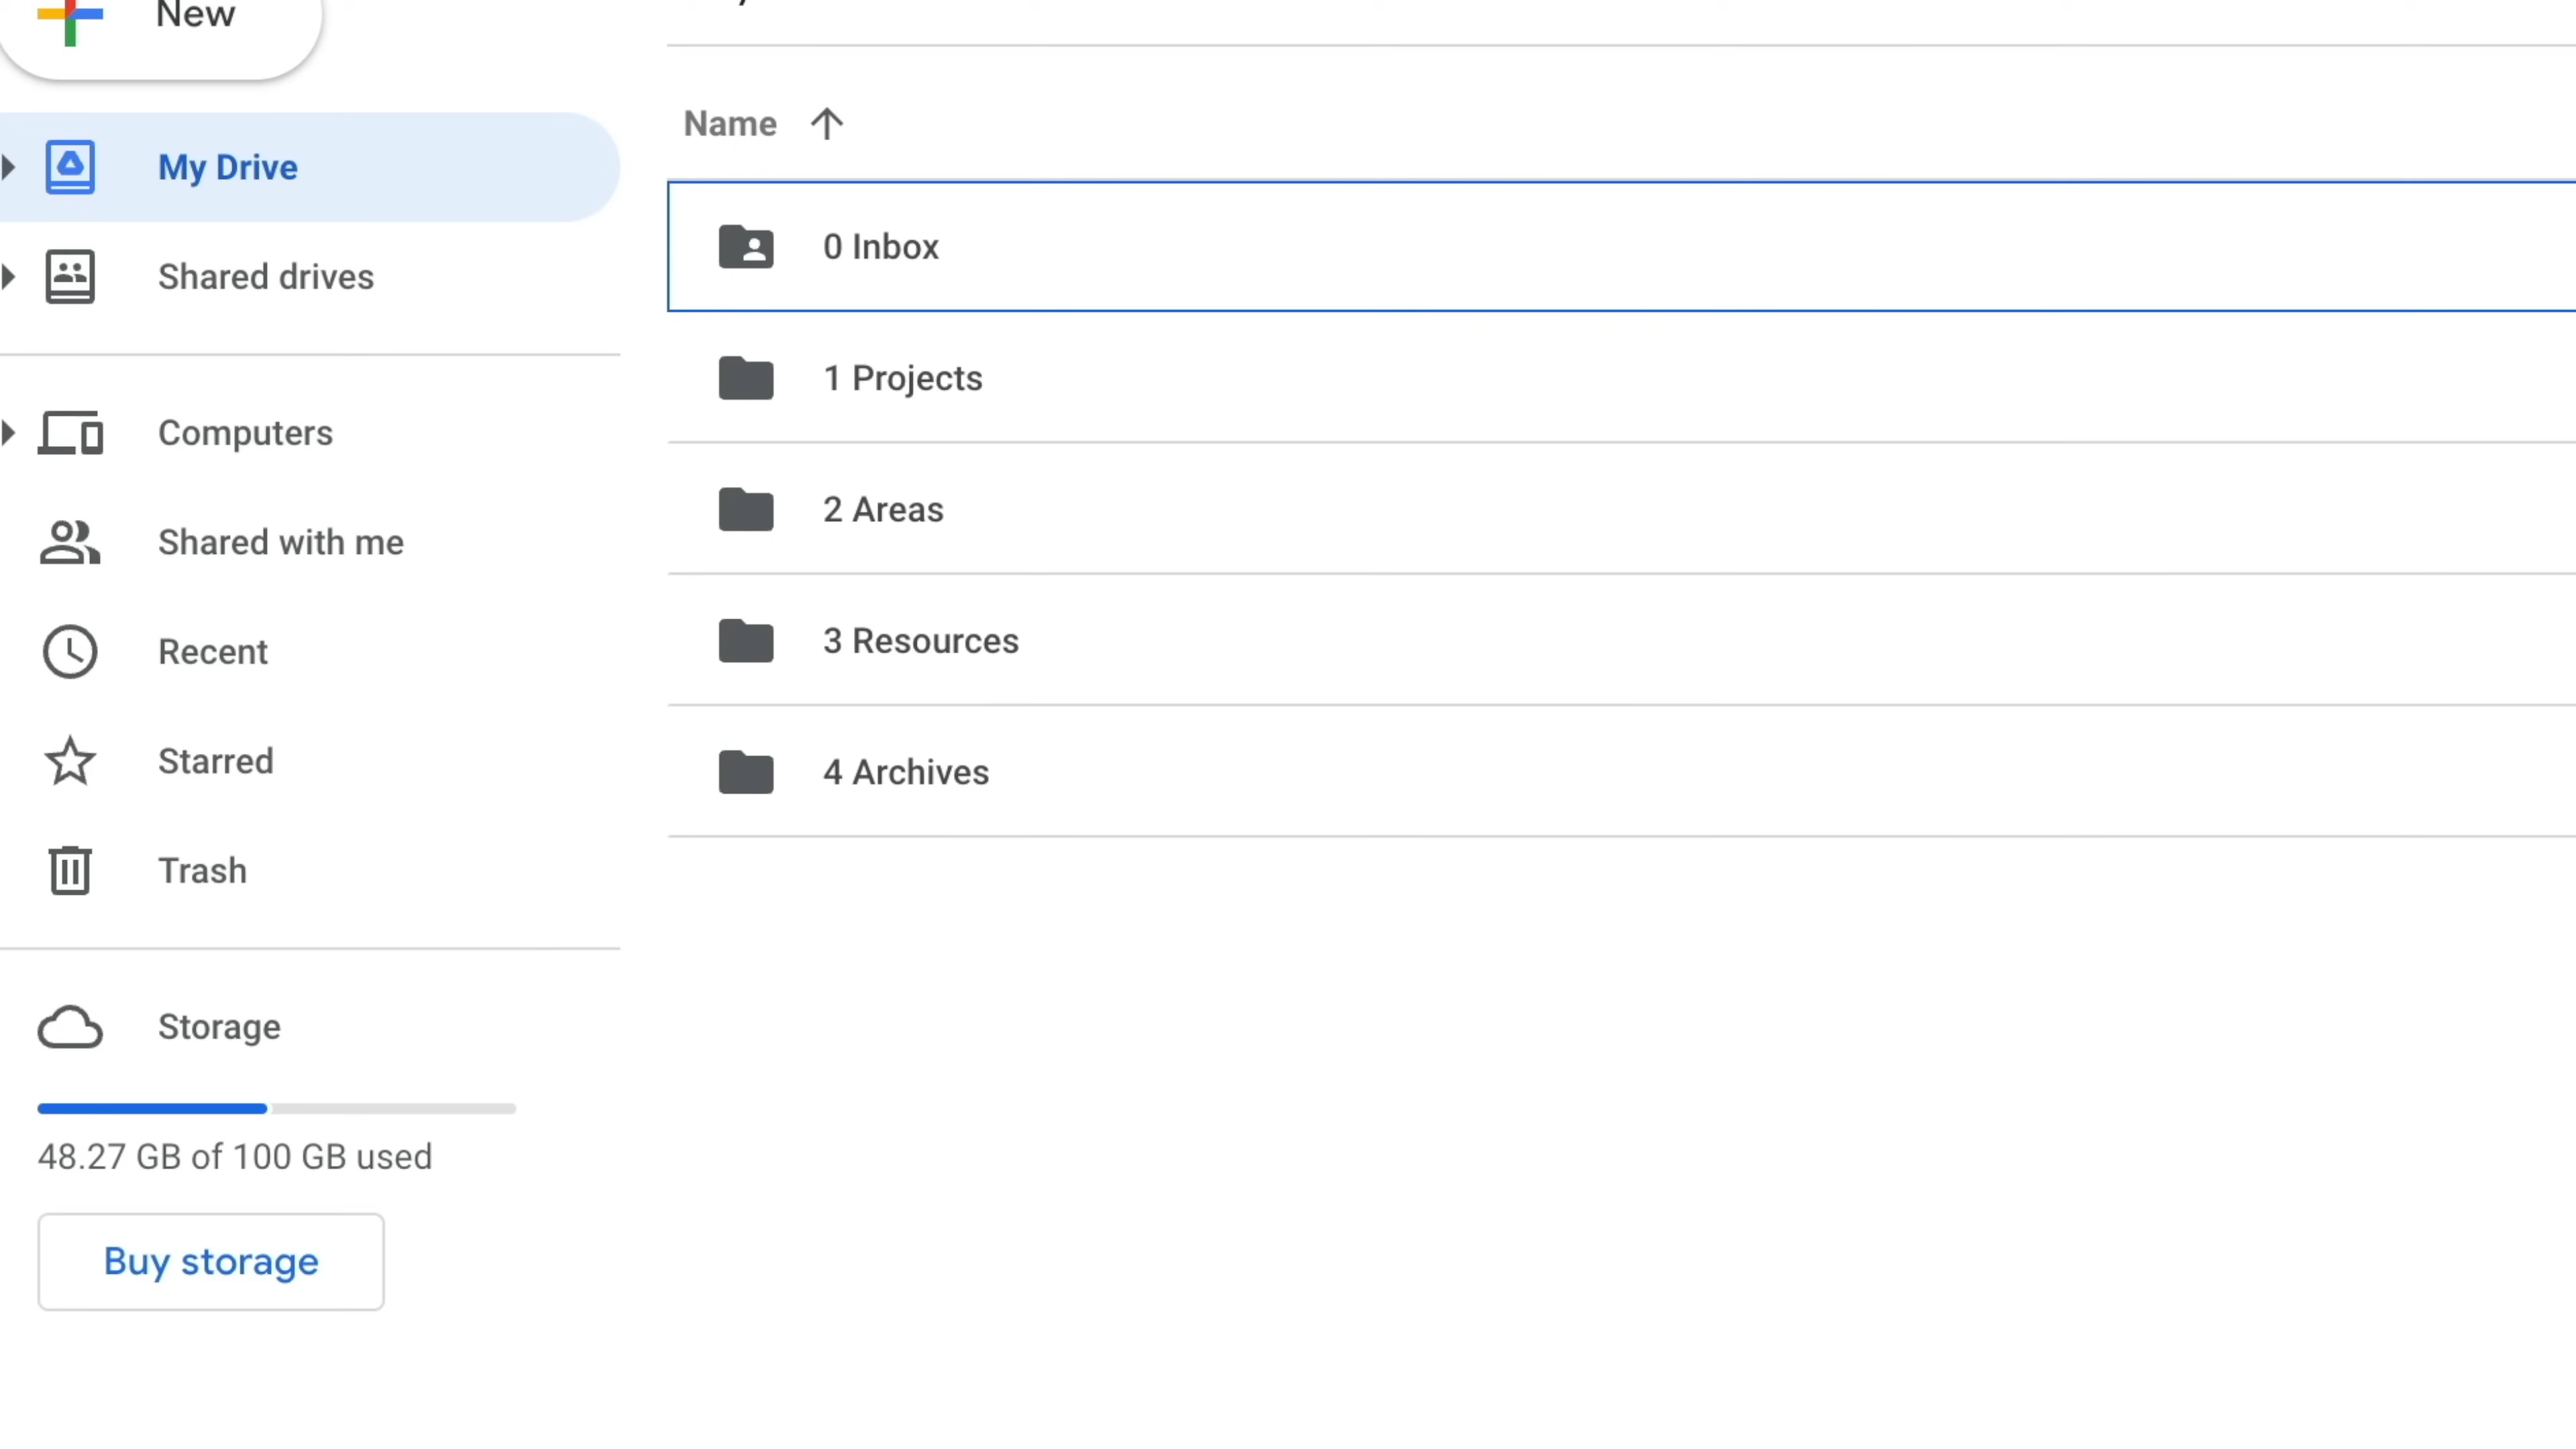 New
My Drive
Shared drives
Computers
Shared with me
Recent
Starred
Trash
Storage
48.27 GB of 100 GB used
Buy storage
Name
0 Inbox
1 Projects
2 Areas
3 Resources
4 Archives